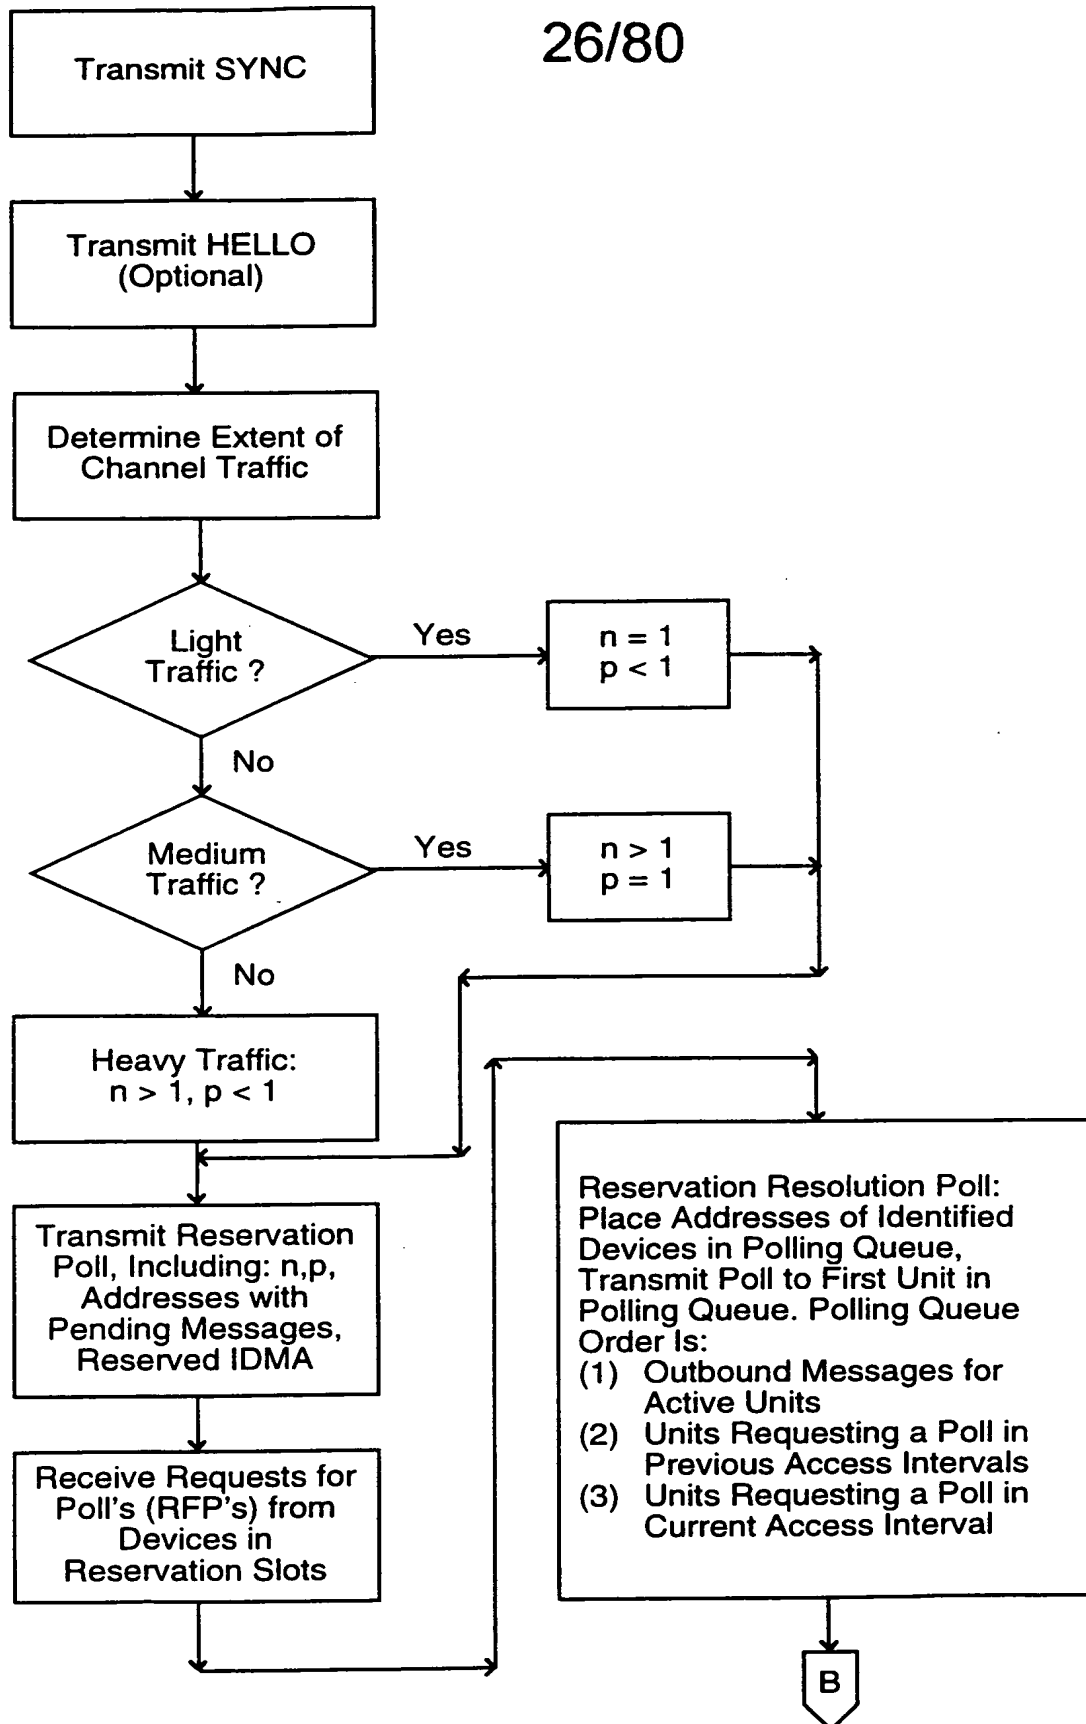 26/80
Transmit SYNC
Transmit HELLO
(Optional)
Determine Extent of
Channel Traffic
Light
Traffic ?
Yes
n = 1
p < 1
No
Medium
Traffic ?
Yes
n > 1
p = 1
No
Heavy Traffic:
n > 1, p < 1
Transmit Reservation
Poll, Including: n,p,
Addresses with
Pending Messages,
Reserved IDMA
Receive Requests for
Poll's (RFP's) from
Devices in
Reservation Slots
Reservation Resolution Poll:
Place Addresses of Identified
Devices in Polling Queue,
Transmit Poll to First Unit in
Polling Queue. Polling Queue
Order Is:
(1) Outbound Messages for
Active Units
(2) Units Requesting a Poll in
Previous Access Intervals
(3) Units Requesting a Poll in
Current Access Interval
B